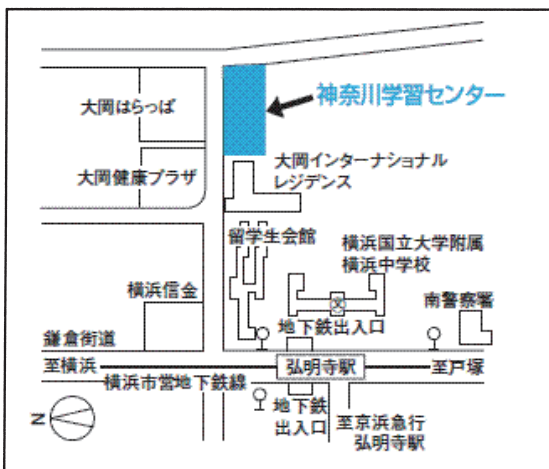 大岡はらっぱ
神奈川学習センター
大岡健康プラザ
大岡インターナショナル
レジデンス
留学生会館
横浜国立大学附属
横浜中学校
文
横浜信金
南警察署
地下鉄出入口
鎌倉街道
至横浜
弘明寺駅
至戸塚
横浜市営地下鉄線
地下鉄
出入口
至京浜急行
弘明寺駅
N